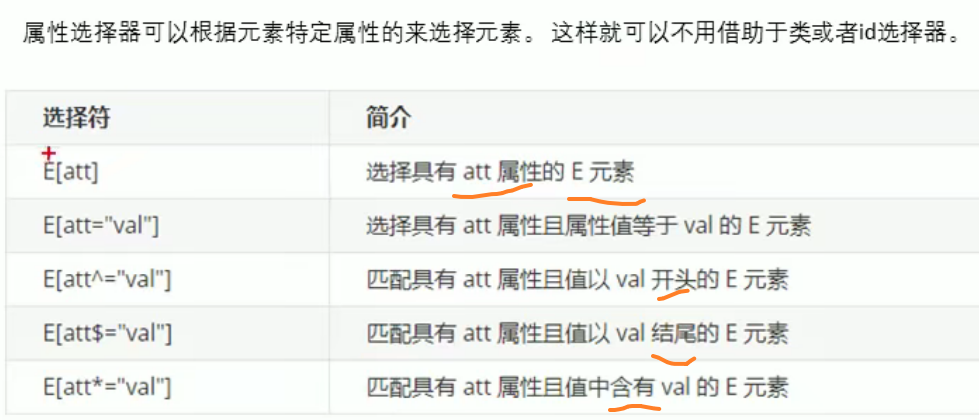 属性选择器可以根据元素特定属性的来选择元素。 这样就可以不用借助于类或者id选择器。
选择符 简介
E[att] 选择具有 att 属性的 E 元素
E[att="val"] 选择具有 att 属性且属性值等于 val 的 E 元素
E[att^="val"] 匹配具有 att 属性且值以 val 开头的 E 元素
E[att$="val"] 匹配具有 att 属性且值以 val 结尾的 E 元素
E[att*="val"] 匹配具有 att 属性且值中含有 val 的 E 元素